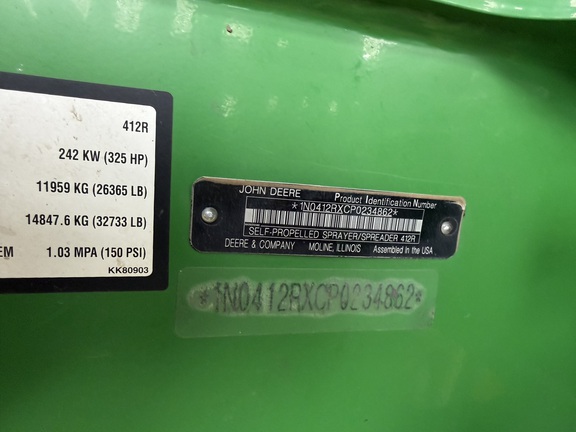 412R
242 KW (325 HP)
11959 KG (26365 LB)
14847.6 KG (32733 LB)
EM 1.03 MPA (150 PSI)
KK80903
JOHN DEERE Product Identification Number
*1N0412RXCP0234862*
SELF-PROPELLED SPRAYER/SPREADER 412R
DEERE & COMPANY MOLINE, ILLINOIS Assembled in the USA
*1N0412RXCP0234862*